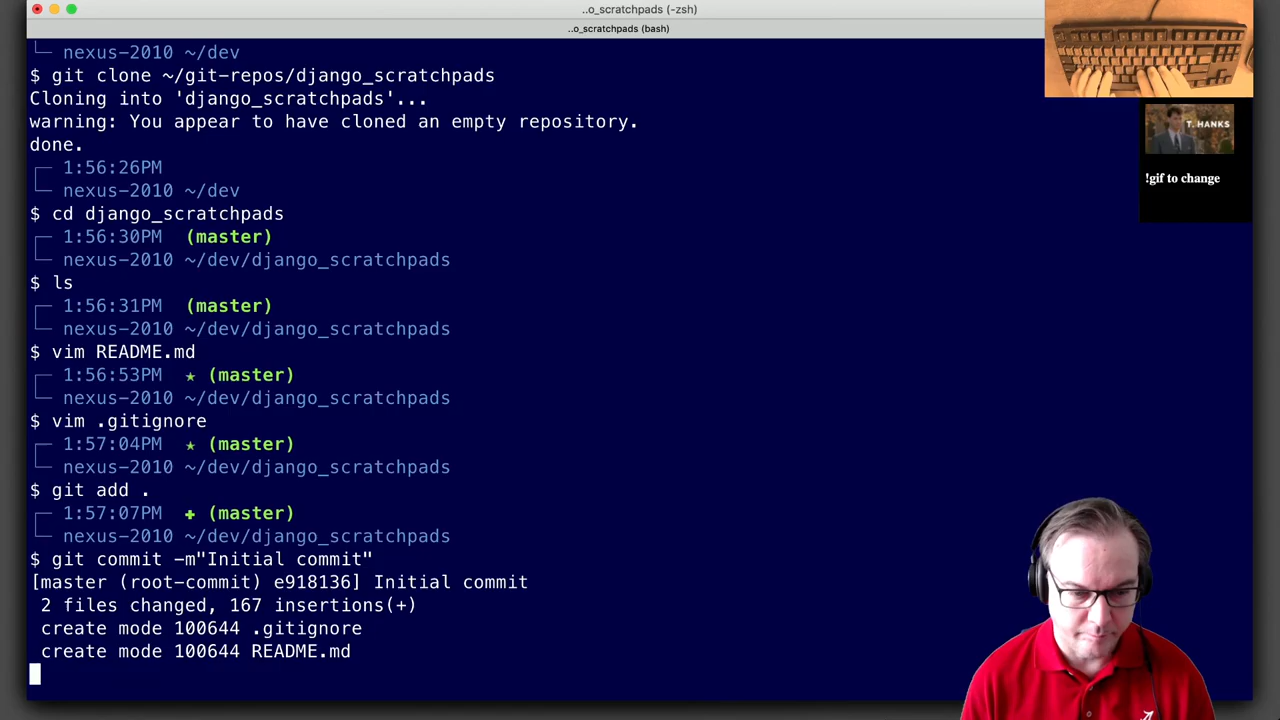 ..o_scratchpads (-zsh)
..o_scratchpads (bash)
nexus-2010 ~/dev
$ git clone ~/git-repos/django_scratchpads
Cloning into 'django_scratchpads'...
warning: You appear to have cloned an empty repository.
done.
1:56:26PM
nexus-2010 ~/dev
$ cd django_scratchpads
1:56:30PM (master)
nexus-2010 ~/dev/django_scratchpads
$ ls
1:56:31PM (master)
nexus-2010 ~/dev/django_scratchpads
$ vim README.md
1:56:53PM ★ (master)
nexus-2010 ~/dev/django_scratchpads
$ vim .gitignore
1:57:04PM ★ (master)
nexus-2010 ~/dev/django_scratchpads
$ git add .
1:57:07PM ✚ (master)
nexus-2010 ~/dev/django_scratchpads
$ git commit -m"Initial commit"
[master (root-commit) e918136] Initial commit
2 files changed, 167 insertions(+)
create mode 100644 .gitignore
create mode 100644 README.md
T. HANKS
!gif to change